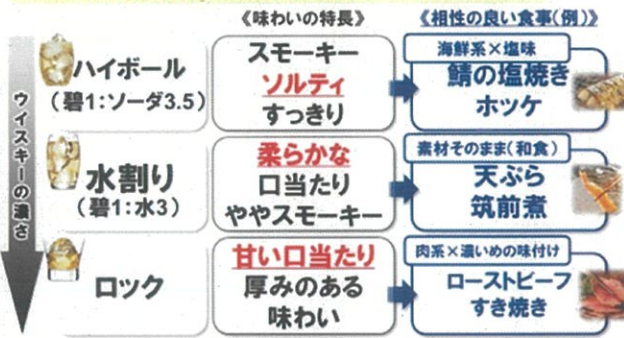 《味わいの特長》
《相性の良い食事(例)》
ウイスキーの濃さ
ハイボール
(碧1:ソーダ3.5)
スモーキー
ソルティ
すっきり
海鮮系×塩味
鯖の塩焼き
ホッケ
水割り
(碧1:水3)
柔らかな
口当たり
ややスモーキー
素材そのまま(和食)
天ぷら
筑前煮
ロック
甘い口当たり
厚みのある
味わい
肉系×濃いめの味付け
ローストビーフ
すき焼き